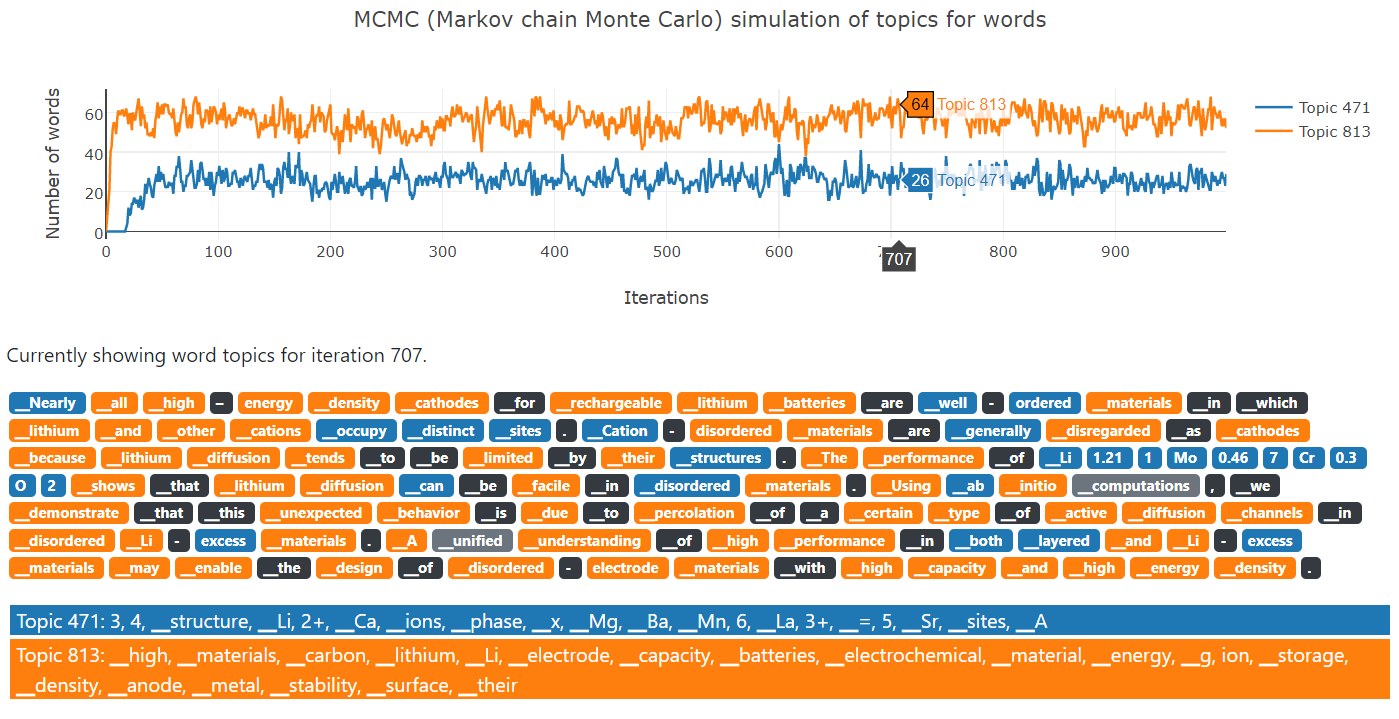 MCMC (Markov chain Monte Carlo) simulation of topics for words
Number of words
60
40
20
0
64
Topic 813
26
Topic 471
Topic 471
Topic 813
0
100
200
300
400
500
600
707
800
900
Iterations
Currently showing word topics for iteration 707.
__Nearly __all __high – energy __density __cathodes __for __rechargeable __lithium __batteries __are __well - ordered __materials __in __which
__lithium __and __other __cations __occupy __distinct __sites . __Cation - disordered __materials __are __generally __disregarded __as __cathodes
__because __lithium __diffusion __tends __to __be __limited __by __their __structures . __The __performance __of __Li 1.21 1 Mo 0.46 7 Cr 0.3
O 2 __shows __that __lithium __diffusion __can __be __facile __in __disordered __materials . __Using __ab __initio __computations , __we
__demonstrate __that __this __unexpected __behavior __is __due __to __percolation __of __a __certain __type __of __active __diffusion __channels __in
__disordered __Li - excess __materials . __A __unified __understanding __of __high __performance __in __both __layered __and __Li - excess
__materials __may __enable __the __design __of __disordered - electrode __materials __with __high __capacity __and __high __energy __density .
Topic 471: 3, 4, __structure, __Li, 2+, __Ca, __ions, __phase, __x, __Mg, __Ba, __Mn, 6, __La, 3+, __=, 5, __Sr, __sites, __A
Topic 813: __high, __materials, __carbon, __lithium, __Li, __electrode, __capacity, __batteries, __electrochemical, __material, __energy, __g, ion, __storage,
__density, __anode, __metal, __stability, __surface, __their